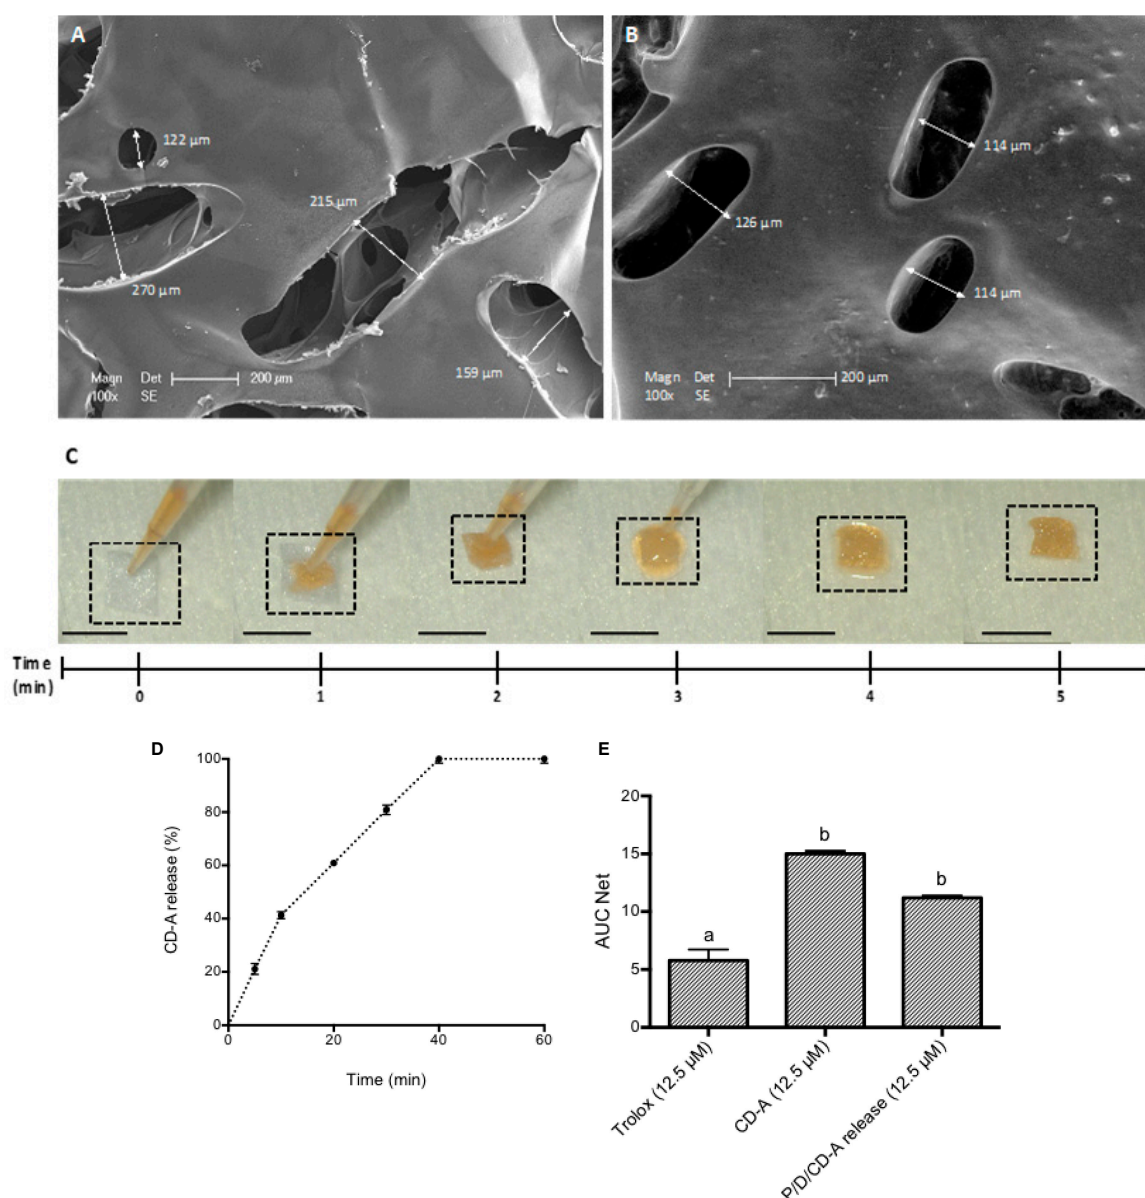 A
122 µm
215 µm
270 µm
159 µm
Magn Det
100x SE
200 µm
B
114 µm
126 µm
114 µm
Magn Det
100x SE
200 µm
C
Time
(min)
0 1 2 3 4 5
D
CD-A release (%)
100
80
60
40
20
0
0 20 40 60
Time (min)
E
AUC Net
20
15
10
5
0
a
b
b
Trolox (12.5 µM)
CD-A (12.5 µM)
P/D/CD-A release (12.5 µM)